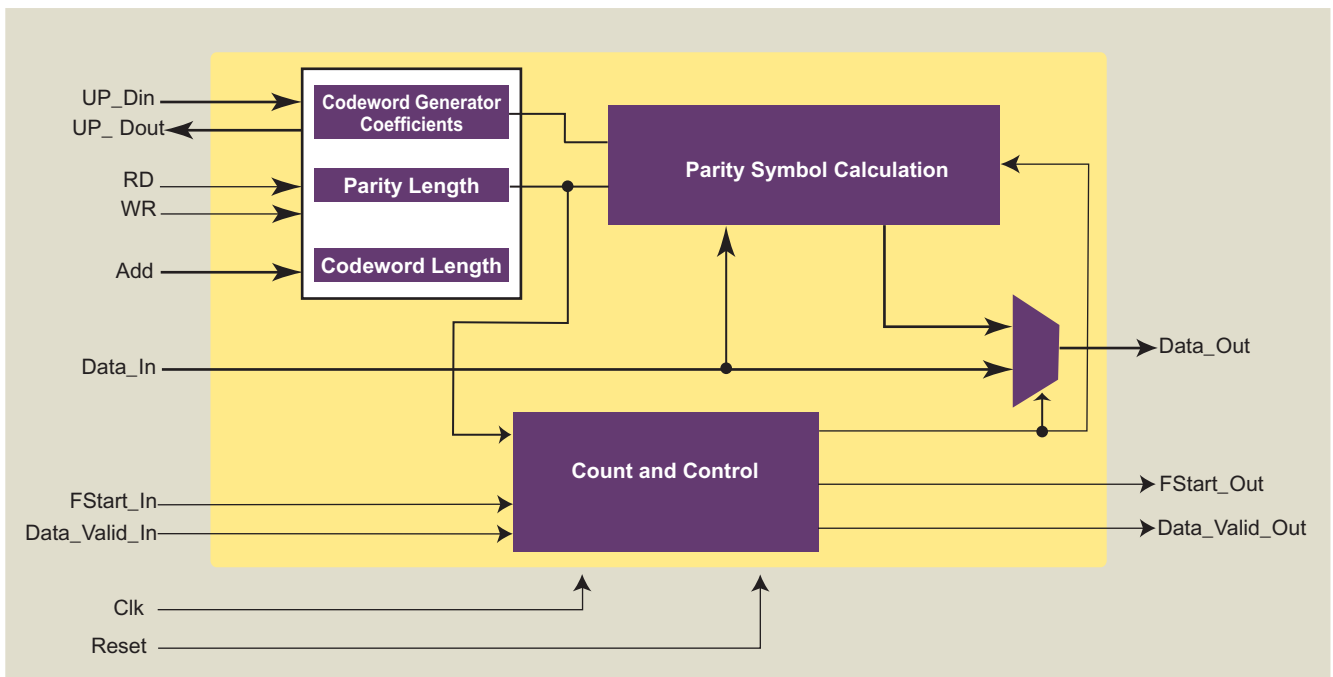 UP_Din
UP_ Dout
RD
WR
Add
Codeword Generator
Coefficients
Parity Length
Codeword Length
Parity Symbol Calculation
Data_In
Data_Out
Count and Control
FStart_In
Data_Valid_In
FStart_Out
Data_Valid_Out
Clk
Reset